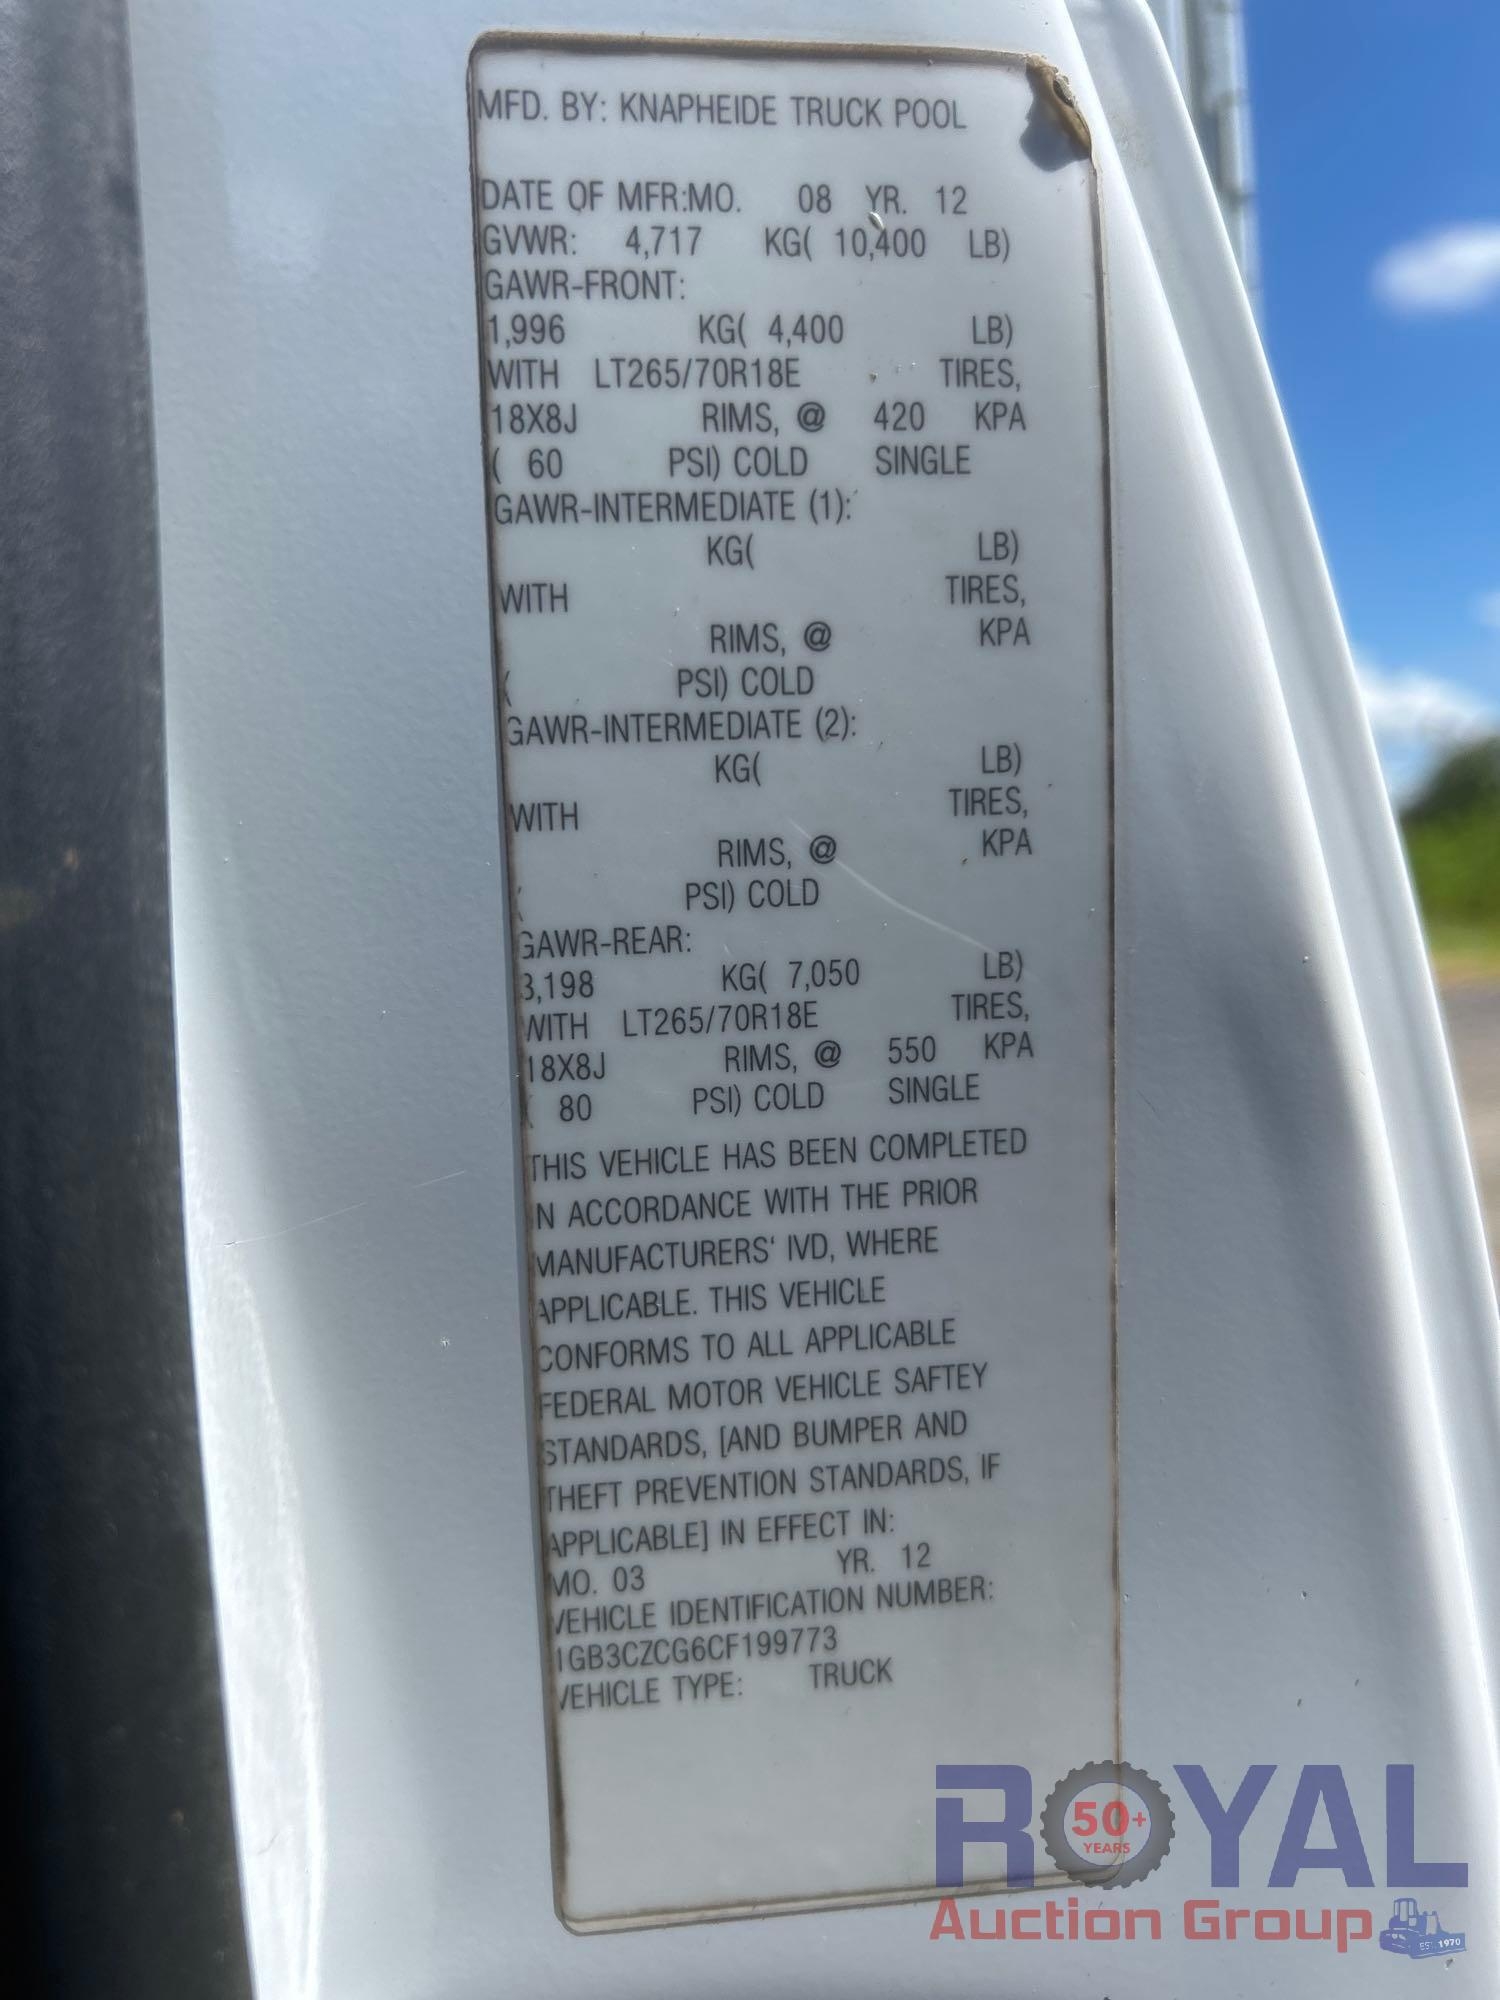 MFD. BY: KNAPHEIDE TRUCK POOL
DATE OF MFR:MO. 08 YR. 12
GVWR: 4,717 KG( 10,400 LB)
GAWR-FRONT:
1,996 KG( 4,400 LB)
WITH LT265/70R18E TIRES,
18X8J RIMS, @ 420 KPA
( 60 PSI) COLD SINGLE
GAWR-INTERMEDIATE (1):
KG( LB)
WITH TIRES,
RIMS, @ KPA
( PSI) COLD
GAWR-INTERMEDIATE (2):
KG( LB)
WITH TIRES,
RIMS, @ KPA
( PSI) COLD
GAWR-REAR:
3,198 KG( 7,050 LB)
WITH LT265/70R18E TIRES,
18X8J RIMS, @ 550 KPA
( 80 PSI) COLD SINGLE
THIS VEHICLE HAS BEEN COMPLETED
IN ACCORDANCE WITH THE PRIOR
MANUFACTURERS' IVD, WHERE
APPLICABLE. THIS VEHICLE
CONFORMS TO ALL APPLICABLE
FEDERAL MOTOR VEHICLE SAFTEY
STANDARDS, [AND BUMPER AND
THEFT PREVENTION STANDARDS, IF
APPLICABLE] IN EFFECT IN:
MO. 03 YR. 12
VEHICLE IDENTIFICATION NUMBER:
1GB3CZCG6CF199773
VEHICLE TYPE: TRUCK
ROYAL
50+
YEARS
Auction Group
EST. 1970